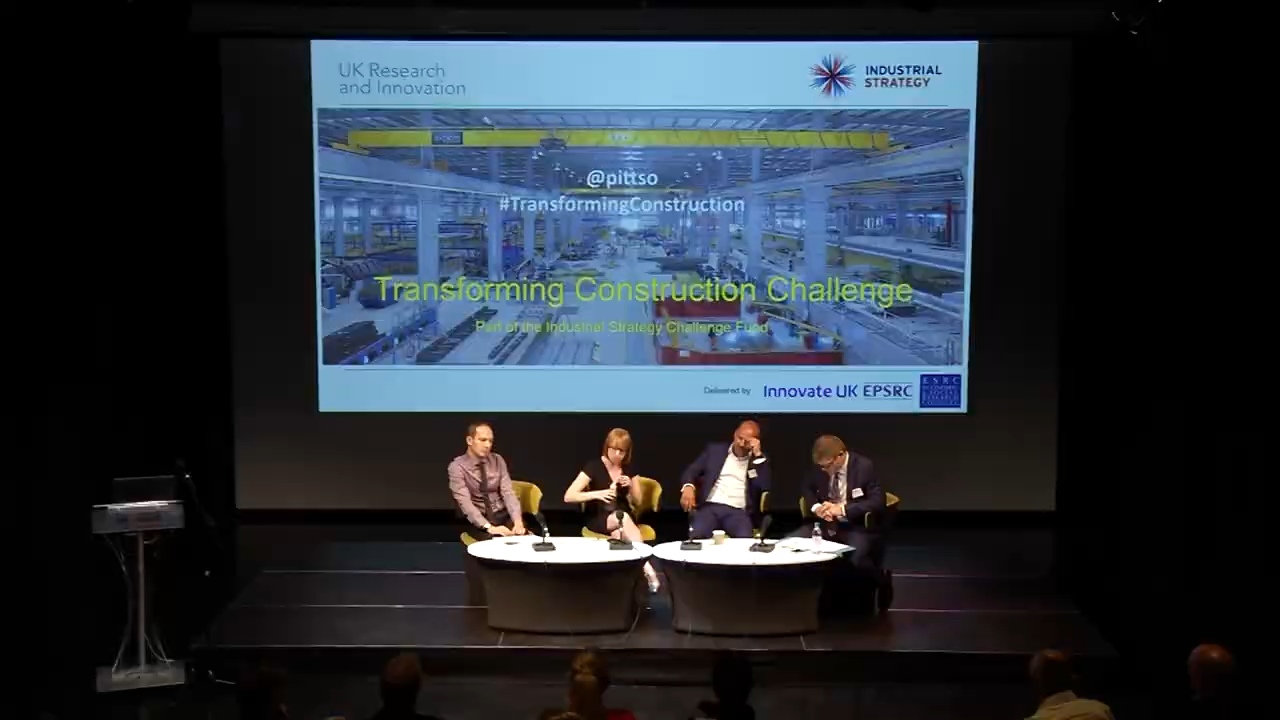 UK Research
and Innovation
INDUSTRIAL
STRATEGY
@pittso
#TransformingConstruction
Transforming Construction Challenge
Part of the Industrial Strategy Challenge Fund
Delivered by
Innovate UK
EPSRC
E S R C